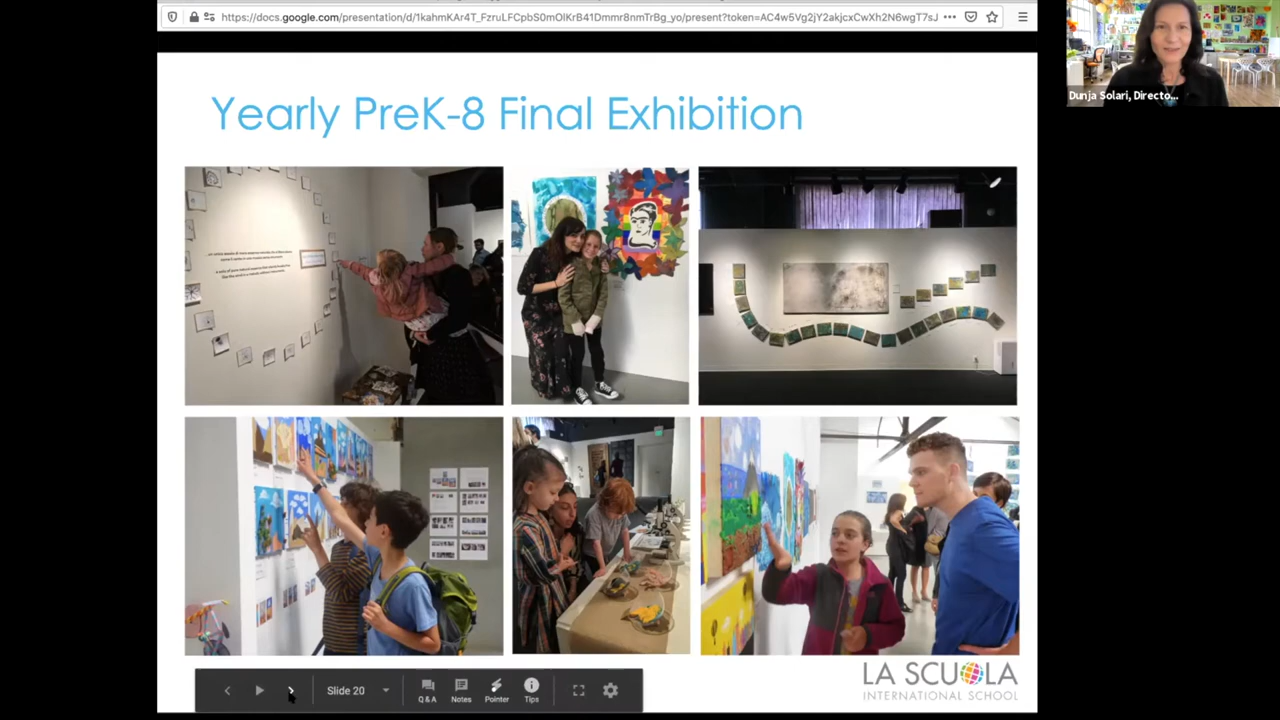 https://docs.google.com/presentation/d/1kahmKAr4T_FzruLFCpbS0mOlKrB41Dmmr8nmTrBg_yo/present?token=AC4w5Vg2jY2akjcxCwXh2N6wgT7sJ
Dunja Solari, Directo...
Yearly PreK-8 Final Exhibition
LA SCUOLA
INTERNATIONAL SCHOOL
Slide 20
Q & A
Notes
Pointer
Tips